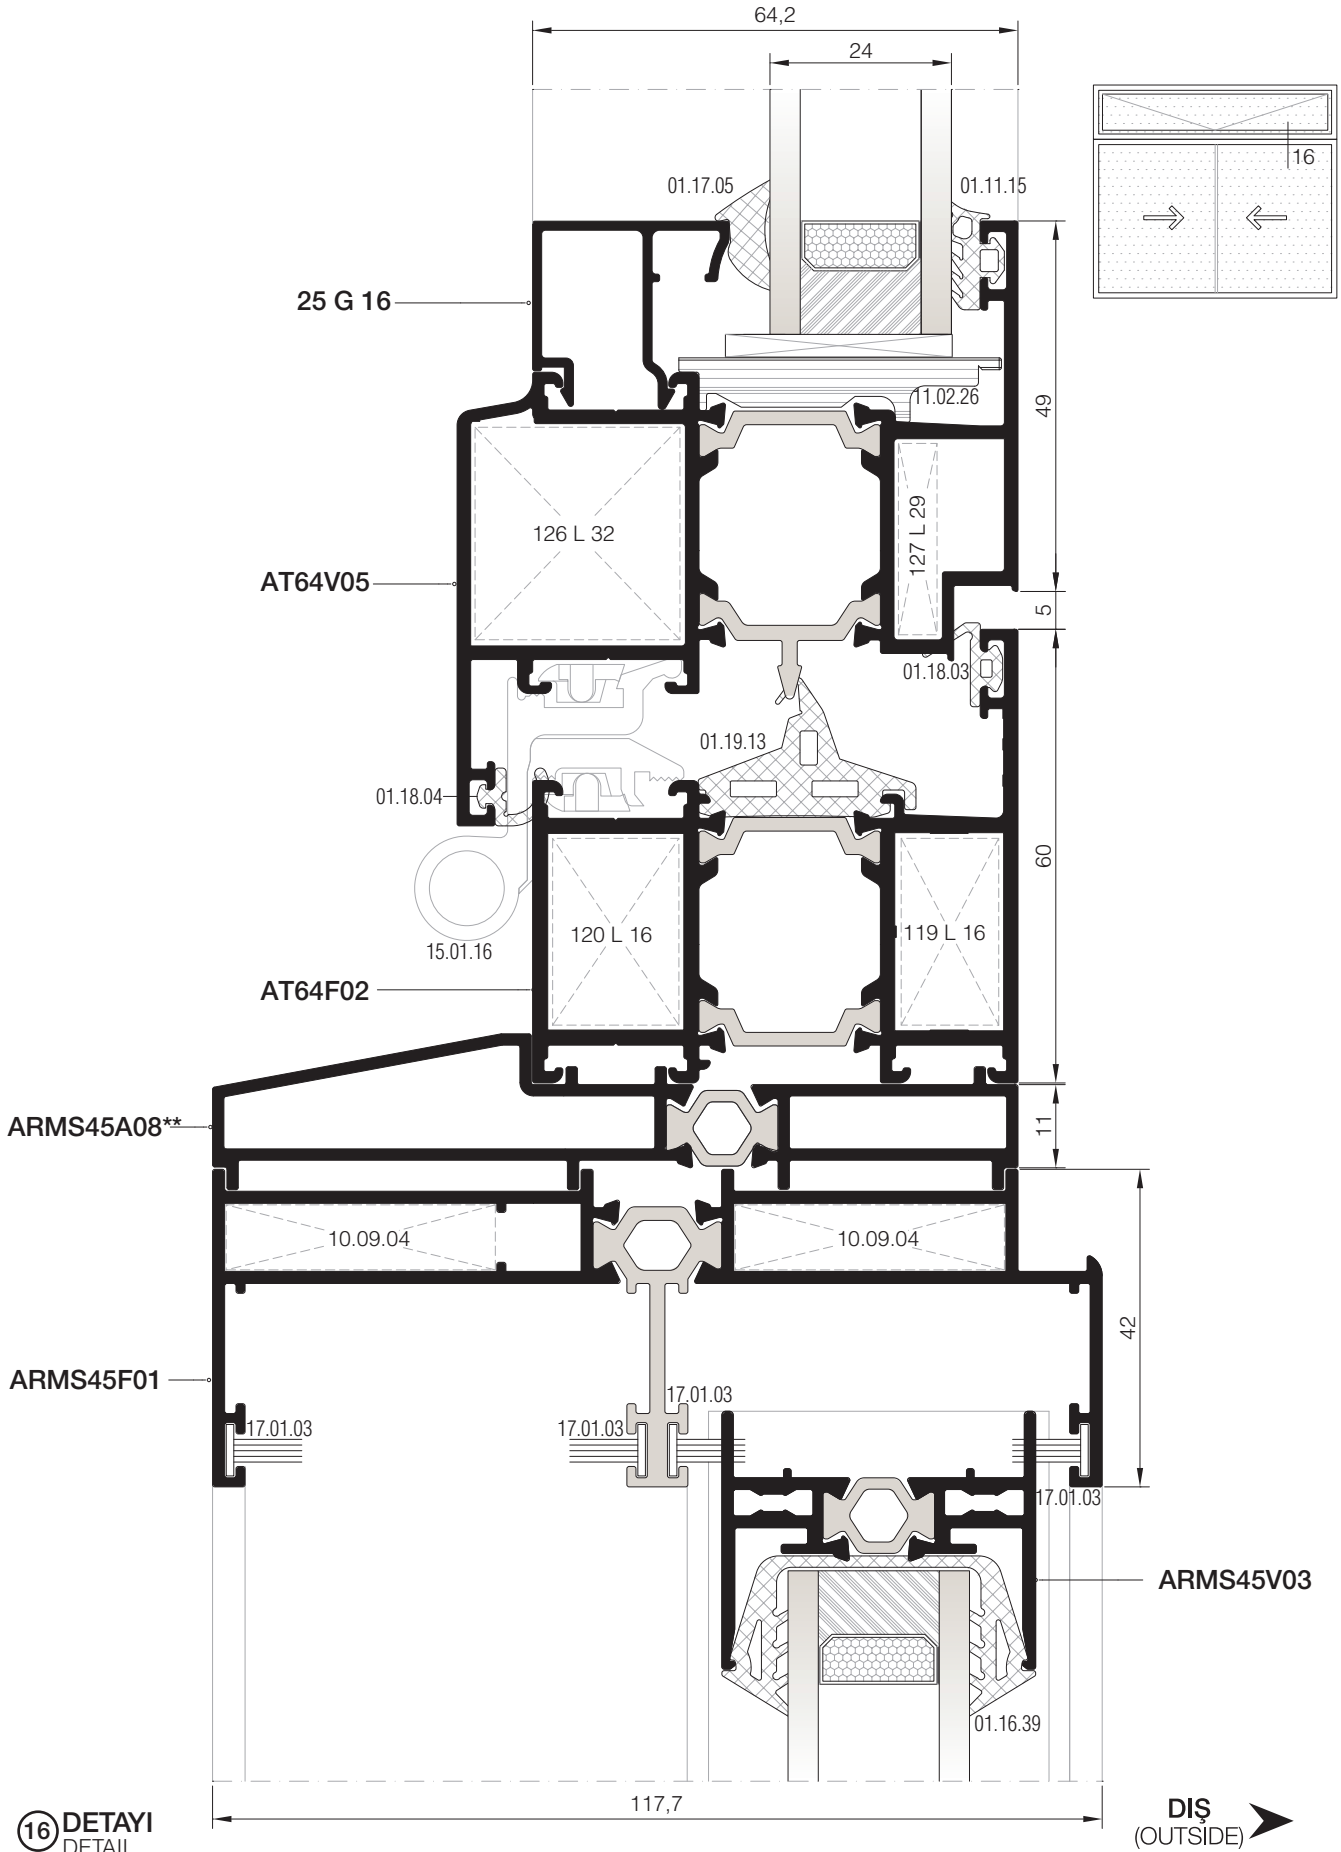 64,2
24
16
01.17.05
01.11.15
25 G 16
11.02.26
49
126 L 32
127 L 29
AT64V05
5
01.18.03
01.19.13
01.18.04
60
120 L 16
119 L 16
15.01.16
AT64F02
ARMS45A08**
11
10.09.04
10.09.04
42
ARMS45F01
17.01.03
17.01.03
17.01.03
17.01.03
ARMS45V03
01.16.39
117,7
16 DETAYI
DETAIL
DIŞ
(OUTSIDE)